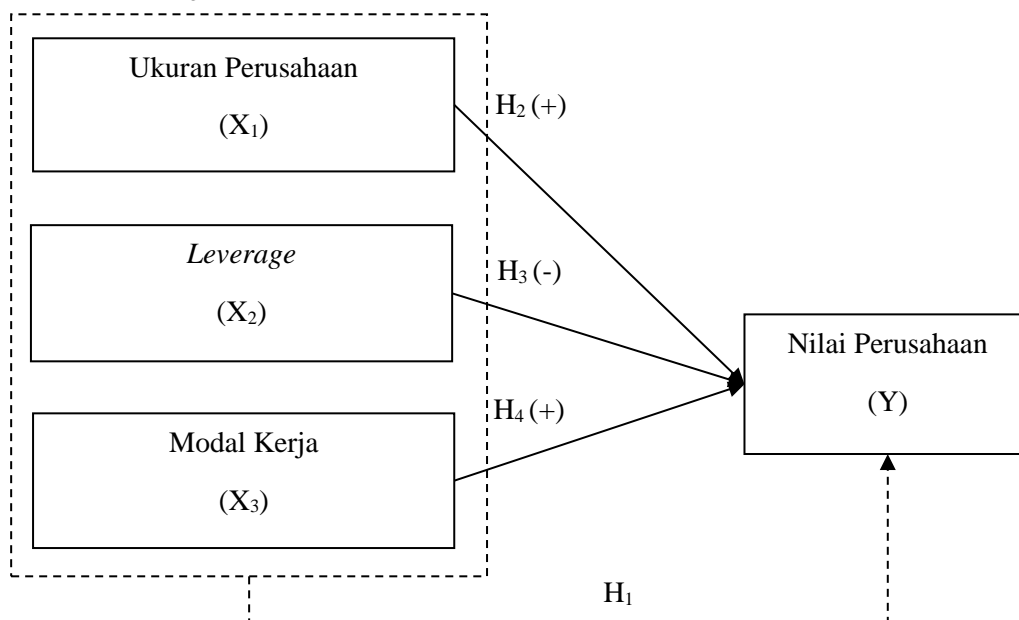 Ukuran Perusahaan
(X₁)
H₂ (+)
Leverage
(X₂)
H₃ (-)
Modal Kerja
(X₃)
H₄ (+)
Nilai Perusahaan
(Y)
H₁